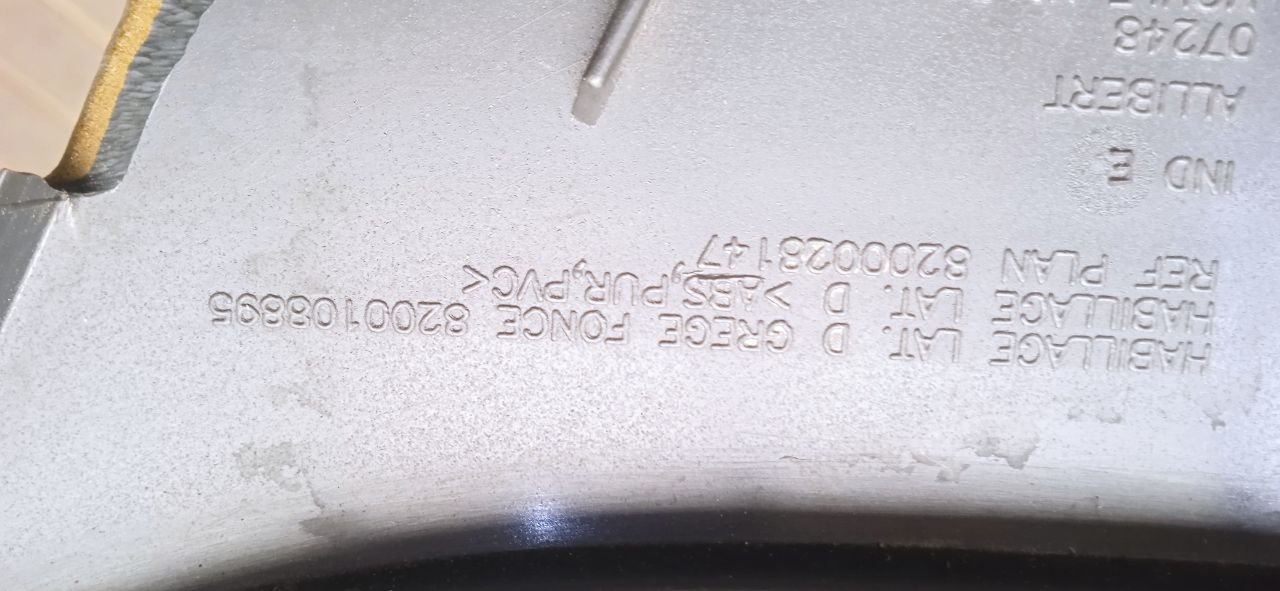 HABILLAGE LAT. D GREGE FONCE 8200108895
HABILLAGE LAT. D >ABS,PUR,PVC<
REF PLAN 8200028147
IND E
ALLIBERT
07248